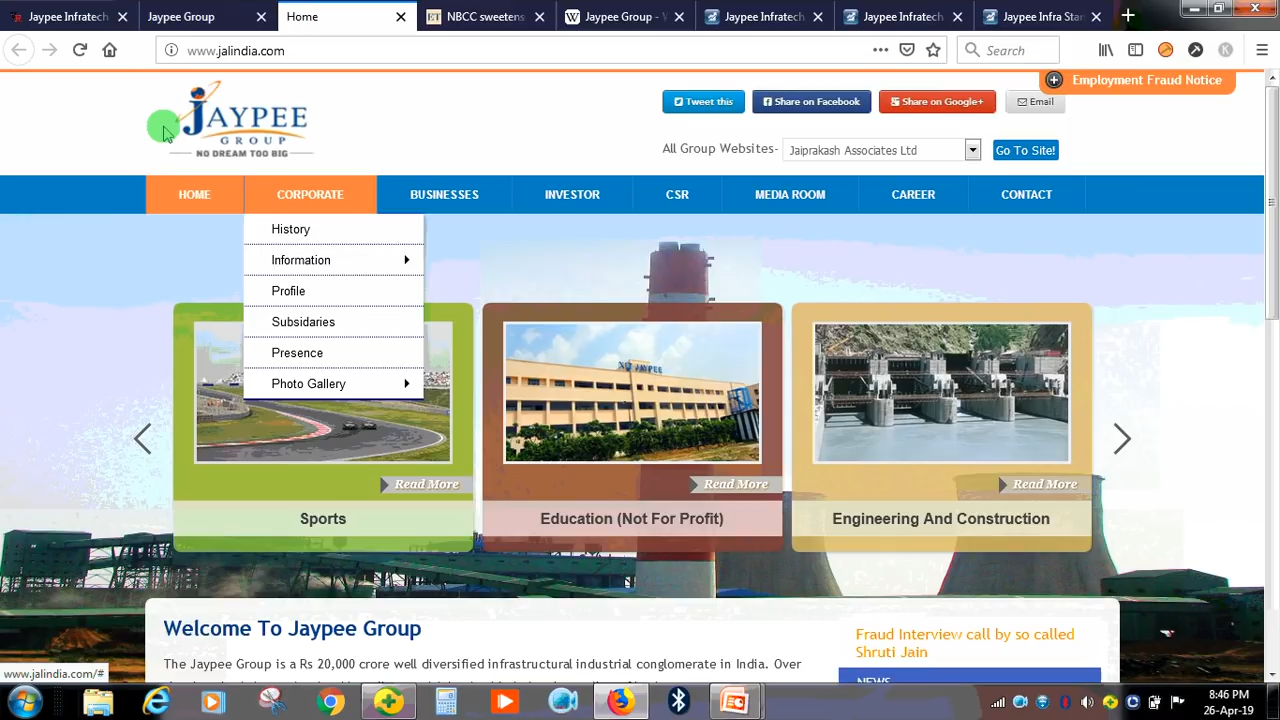 Jaypee Infratech
Jaypee Group
Home
NBCC sweetens
Jaypee Group -
Jaypee Infratech
Jaypee Infratech
Jaypee Infra Star
www.jalindia.com
Search
Employment Fraud Notice
JAYPEE
GROUP
NO DREAM TOO BIG
Tweet this
Share on Facebook
Share on Google+
Email
All Group Websites-
Jaiprakash Associates Ltd
Go To Site!
HOME
CORPORATE
BUSINESSES
INVESTOR
CSR
MEDIA ROOM
CAREER
CONTACT
History
Information
Profile
Subsidaries
Presence
Photo Gallery
JAYPEE
Read More
Read More
Read More
Sports
Education (Not For Profit)
Engineering And Construction
Welcome To Jaypee Group
The Jaypee Group is a Rs 20,000 crore well diversified infrastructural industrial conglomerate in India. Over
Fraud Interview call by so called
Shruti Jain
NEWS
www.jalindia.com/#
8:46 PM
26-Apr-19